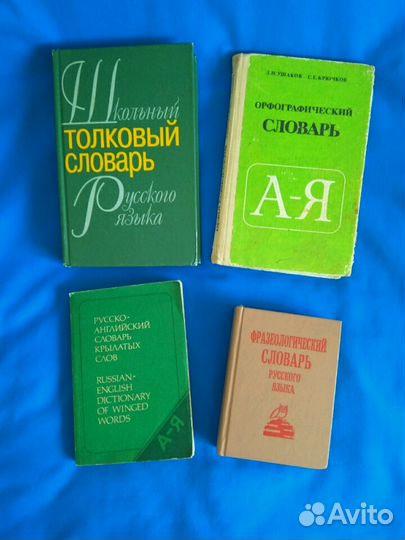 Школьный
ТОЛКОВЫЙ
СЛОВАРЬ
Русского
языка
Д.Н.УШАКОВ С.Е.КРЮЧКОВ
ОРФОГРАФИЧЕСКИЙ
СЛОВАРЬ
А-Я
РУССКО-
АНГЛИЙСКИЙ
СЛОВАРЬ
КРЫЛАТЫХ
СЛОВ
RUSSIAN-
ENGLISH
DICTIONARY
OF WINGED
WORDS
А-Я
ФРАЗЕОЛОГИЧЕСКИЙ
СЛОВАРЬ
РУССКОГО
ЯЗЫКА
Avito